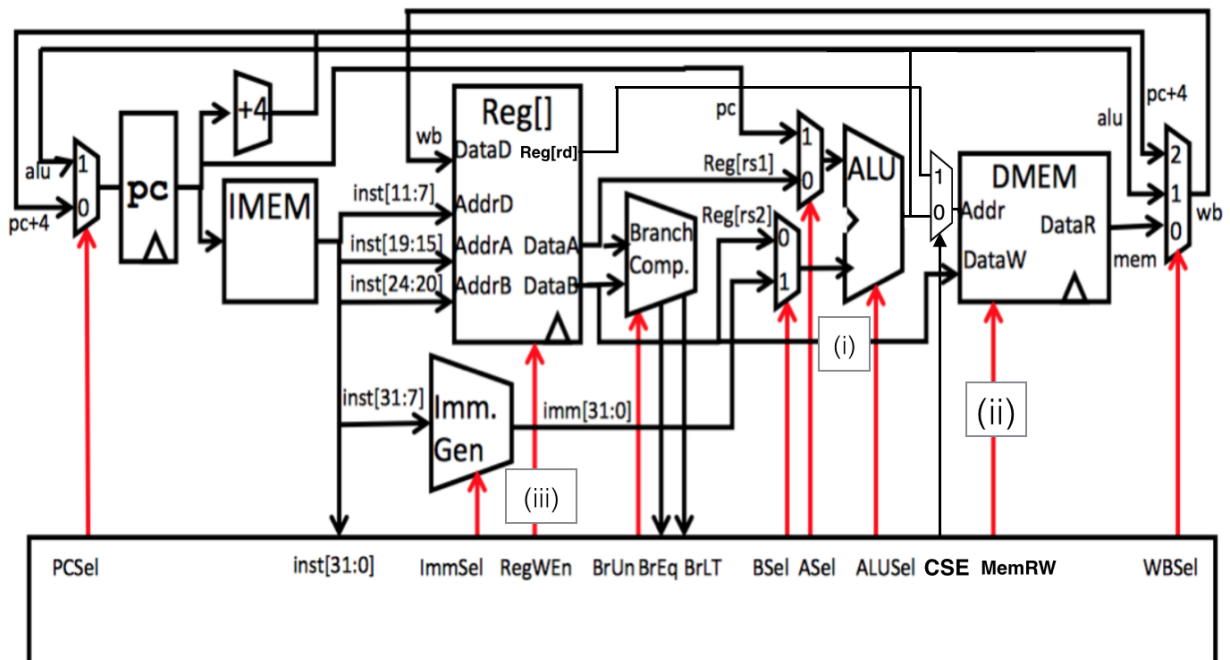 pc+4
alu
+4
Reg[]
pc
wb
DataD
Reg[rd]
1
alu
1
pc
IMEM
inst[11:7]
AddrD
Reg[rs1]
0
ALU
1
DMEM
2
1
pc+4
0
inst[19:15]
AddrA
DataA
Branch
Comp.
Reg[rs2]
0
0
Addr
DataR
wb
inst[24:20]
AddrB
DataB
1
DataW
mem
0
(i)
inst[31:7]
Imm.
Gen
imm[31:0]
(ii)
(iii)
PCSel
inst[31:0]
ImmSel
RegWEn
BrUn
BrEq
BrLT
BSel
ASel
ALUSel
CSE
MemRW
WBSel